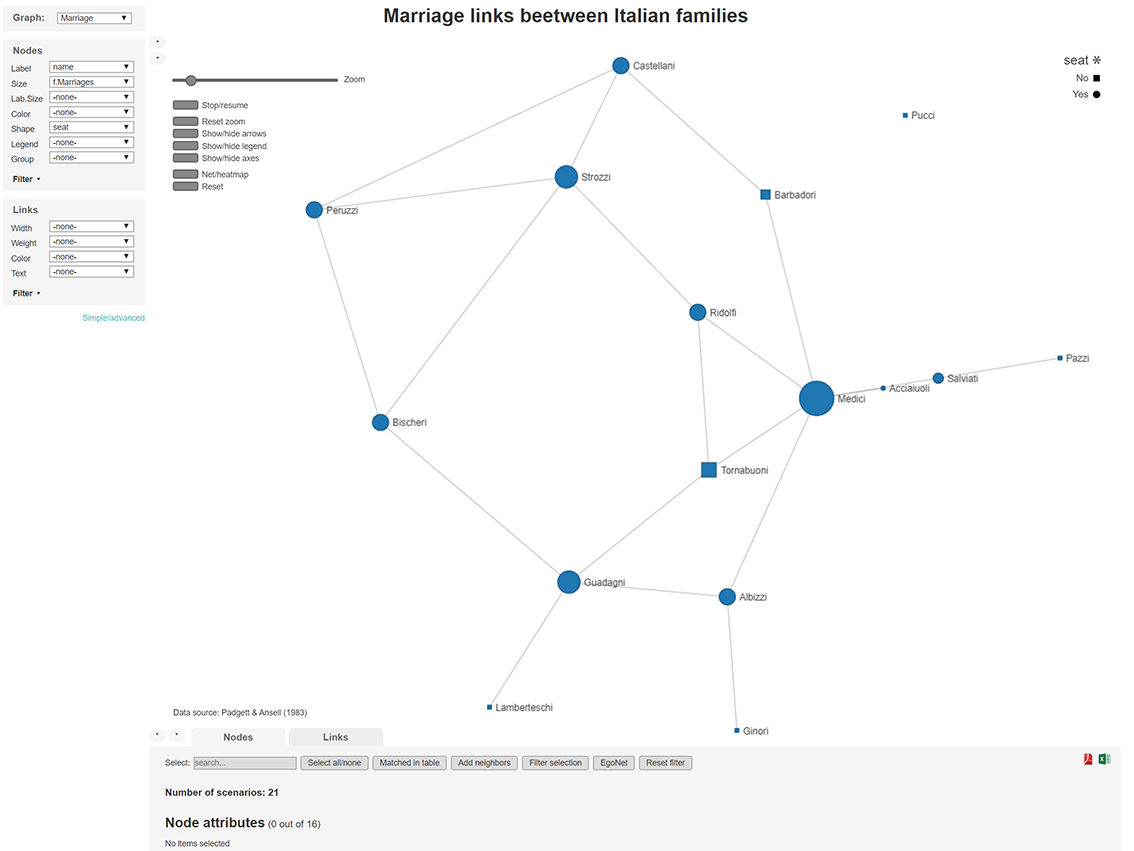 Marriage links beetween Italian families
Graph: Marriage ▼
Nodes
Label name ▼
Size f.Marriages ▼
Lab.Size -none- ▼
Color -none- ▼
Shape seat ▼
Legend -none- ▼
Group -none- ▼
Filter ▾
Links
Width -none- ▼
Weight -none- ▼
Color -none- ▼
Text -none- ▼
Filter ▾
Simple/advanced
Zoom
Stop/resume
Reset zoom
Show/hide arrows
Show/hide legend
Show/hide axes
Net/heatmap
Reset
seat *
No ■
Yes ●
Castellani
Pucci
Strozzi
Barbadori
Peruzzi
Ridolfi
Pazzi
Salviati
Acciaiuoli
Medici
Bischeri
Tornabuoni
Guadagni
Albizzi
Lamberteschi
Ginori
Data source: Padgett & Ansell (1983)
Nodes Links
Select: search... Select all/none Matched in table Add neighbors Filter selection EgoNet Reset filter
Number of scenarios: 21
Node attributes (0 out of 16)
No items selected